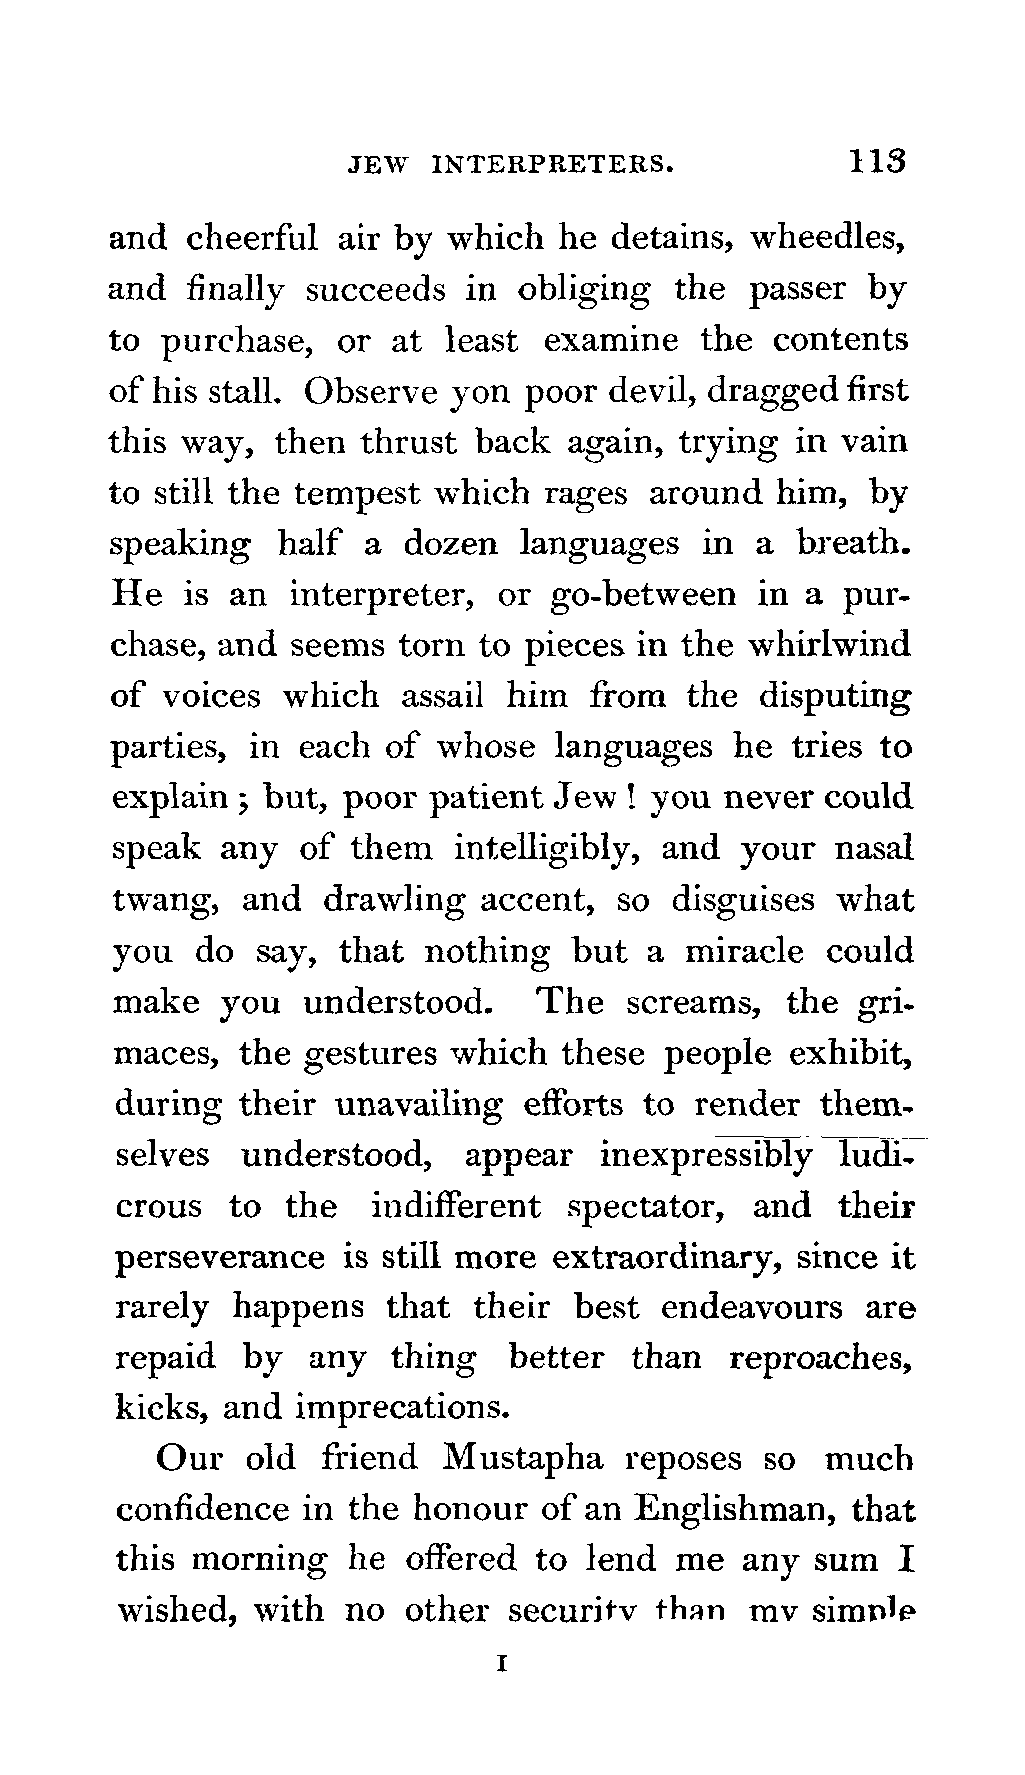 JEW INTERPRETERS. 113
and cheerful air by which he detains, wheedles,
and finally succeeds in obliging the passer by
to purchase, or at least examine the contents
of his stall. Observe yon poor devil, dragged first
this way, then thrust back again, trying in vain
to still the tempest which rages around him, by
speaking half a dozen languages in a breath.
He is an interpreter, or go-between in a pur-
chase, and seems torn to pieces in the whirlwind
of voices which assail him from the disputing
parties, in each of whose languages he tries to
explain ; but, poor patient Jew ! you never could
speak any of them intelligibly, and your nasal
twang, and drawling accent, so disguises what
you do say, that nothing but a miracle could
make you understood. The screams, the gri-
maces, the gestures which these people exhibit,
during their unavailing efforts to render them-
selves understood, appear inexpressibly ludi-
crous to the indifferent spectator, and their
perseverance is still more extraordinary, since it
rarely happens that their best endeavours are
repaid by any thing better than reproaches,
kicks, and imprecations.
Our old friend Mustapha reposes so much
confidence in the honour of an Englishman, that
this morning he offered to lend me any sum I
wished, with no other security than my simple
I